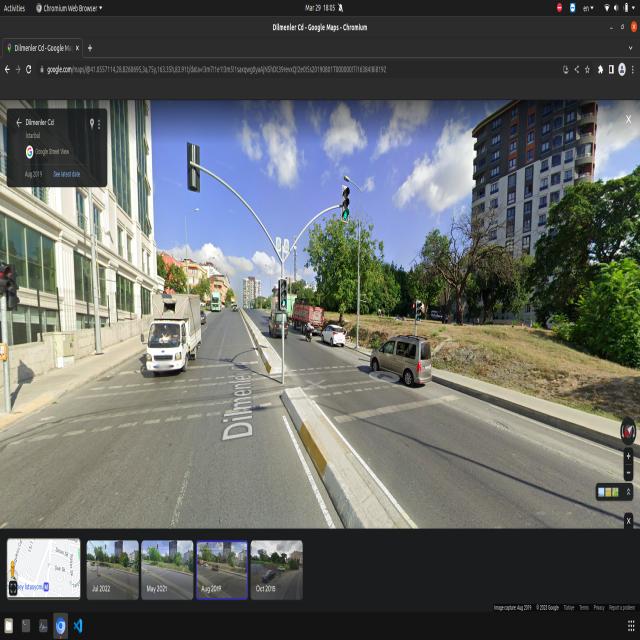 Activities
Chromium Web Browser
Mar 29 18:05
en
Dilmenler Cd - Google Maps - Chromium
Dilmenler Cd - Google Ma
Dilmenler Cd
İstanbul
Google Street View
Aug 2019
See latest date
Dilmenler
Jul 2022
May 2021
Aug 2019
Oct 2015
Image capture: Aug 2019
© 2023 Google
Türkiye
Terms
Privacy
Report a problem